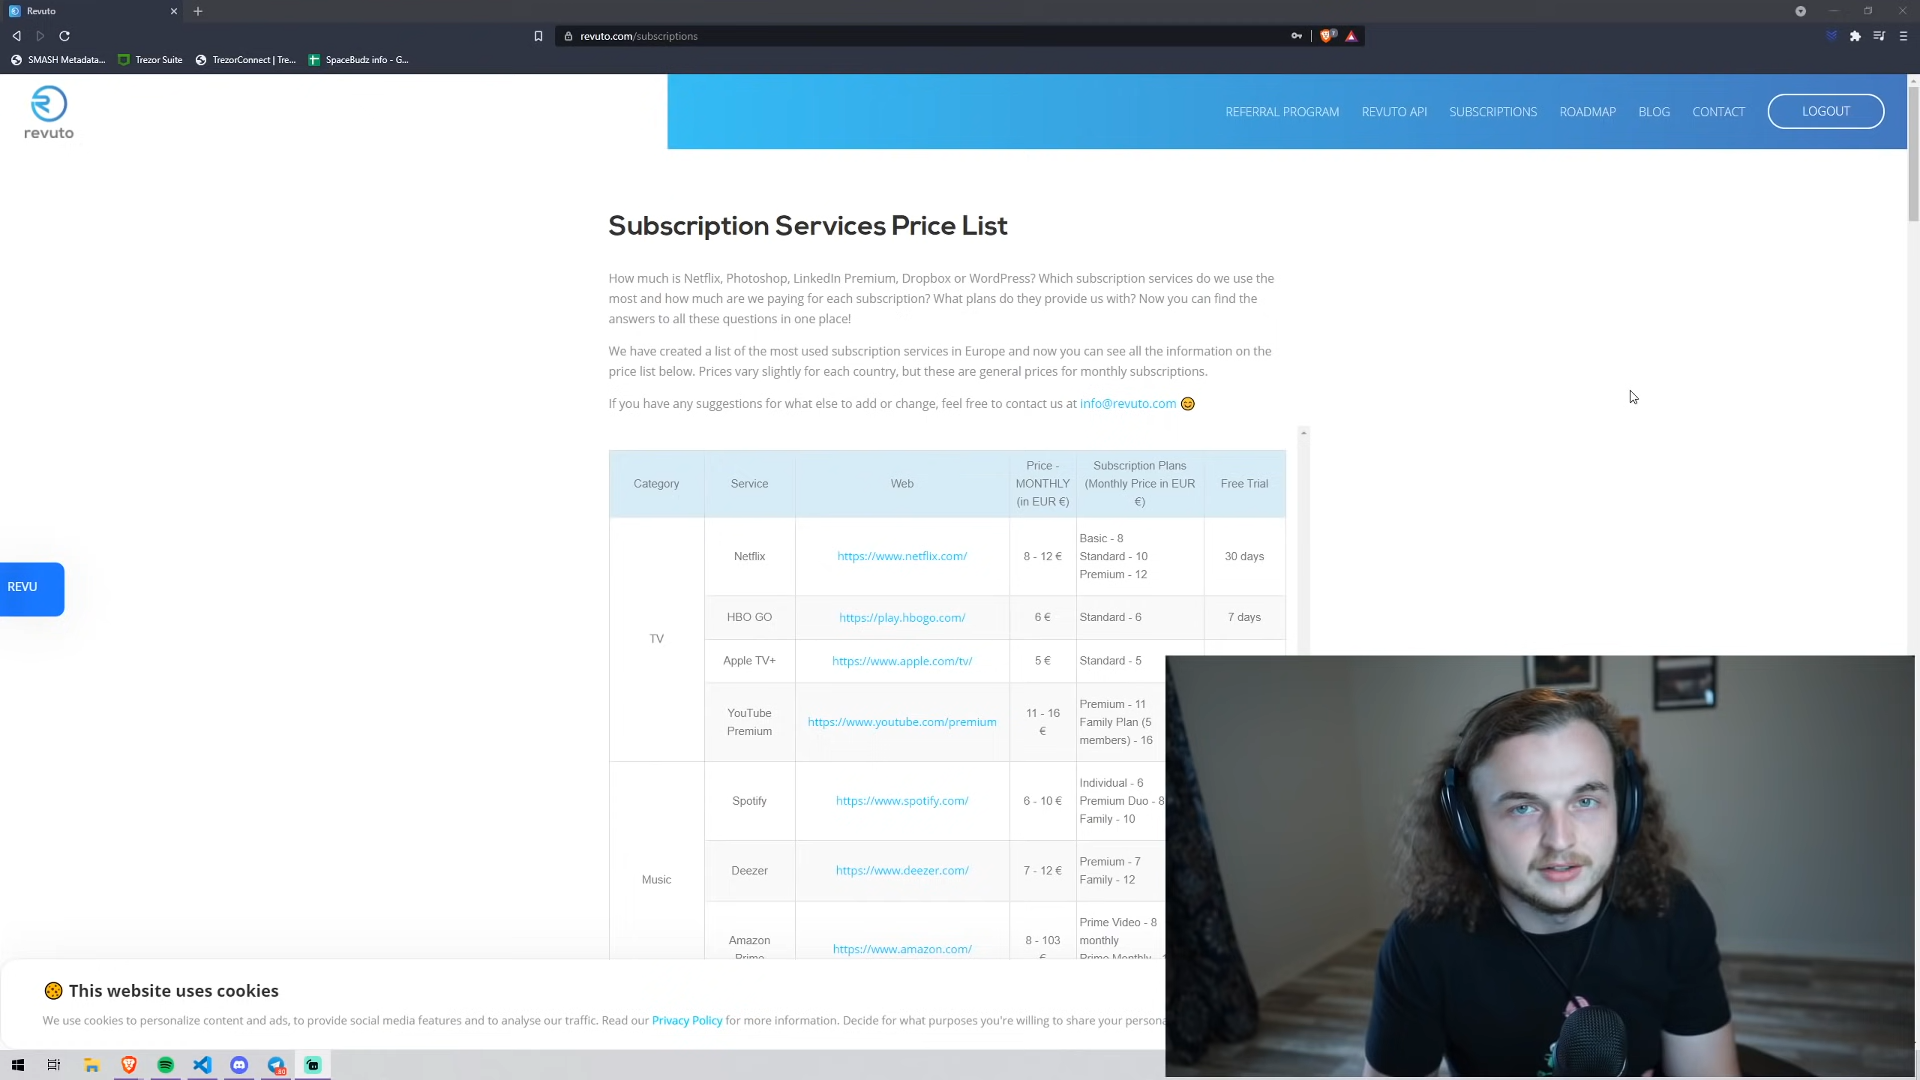 Revuto
revuto.com/subscriptions
SMASH Metadata...
Trezor Suite
TrezorConnect | Tre...
SpaceBudz info - G...
revuto
REFERRAL PROGRAM
REVUTO API
SUBSCRIPTIONS
ROADMAP
BLOG
CONTACT
LOGOUT
Subscription Services Price List
How much is Netflix, Photoshop, LinkedIn Premium, Dropbox or WordPress? Which subscription services do we use the
most and how much are we paying for each subscription? What plans do they provide us with? Now you can find the
answers to all these questions in one place!
We have created a list of the most used subscription services in Europe and now you can see all the information on the
price list below. Prices vary slightly for each country, but these are general prices for monthly subscriptions.
If you have any suggestions for what else to add or change, feel free to contact us at info@revuto.com
Category
Service
Web
Price -
MONTHLY
(in EUR €)
Subscription Plans
(Monthly Price in EUR
€)
Free Trial
TV
Netflix
https://www.netflix.com/
8 - 12 €
Basic - 8
Standard - 10
Premium - 12
30 days
HBO GO
https://play.hbogo.com/
6 €
Standard - 6
7 days
Apple TV+
https://www.apple.com/tv/
5 €
Standard - 5
YouTube
Premium
https://www.youtube.com/premium
11 - 16
€
Premium - 11
Family Plan (5
members) - 16
Music
Spotify
https://www.spotify.com/
6 - 10 €
Individual - 6
Premium Duo - 8
Family - 10
Deezer
https://www.deezer.com/
7 - 12 €
Premium - 7
Family - 12
Amazon
Prime
https://www.amazon.com/
8 - 103
€
Prime Video - 8
monthly
Prime Monthly -
REVU
This website uses cookies
We use cookies to personalize content and ads, to provide social media features and to analyse our traffic. Read our Privacy Policy for more information. Decide for what purposes you're willing to share your persona